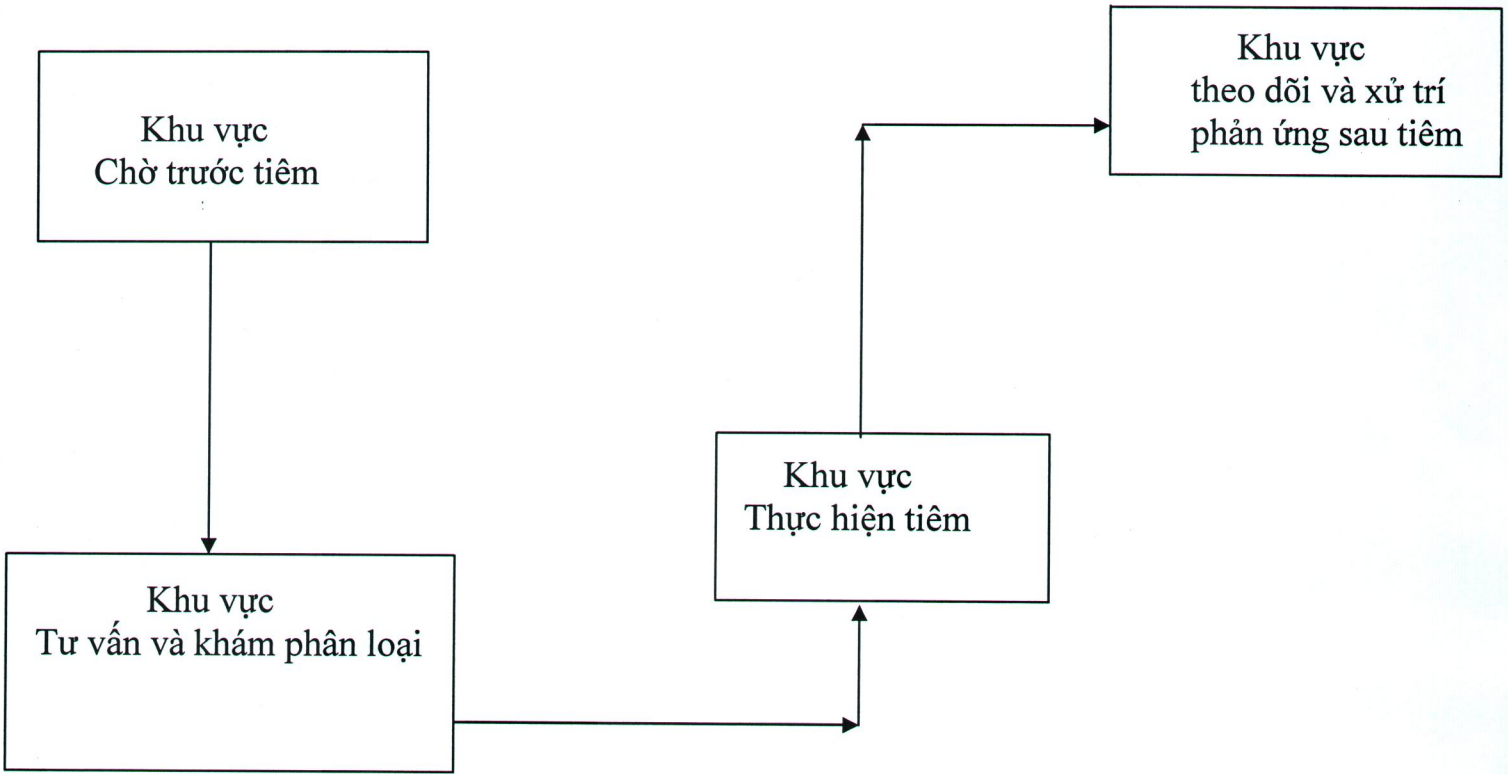 Khu vực
Chờ trước tiêm
Khu vực
Tư vấn và khám phân loại
Khu vực
Thực hiện tiêm
Khu vực
theo dõi và xử trí
phản ứng sau tiêm